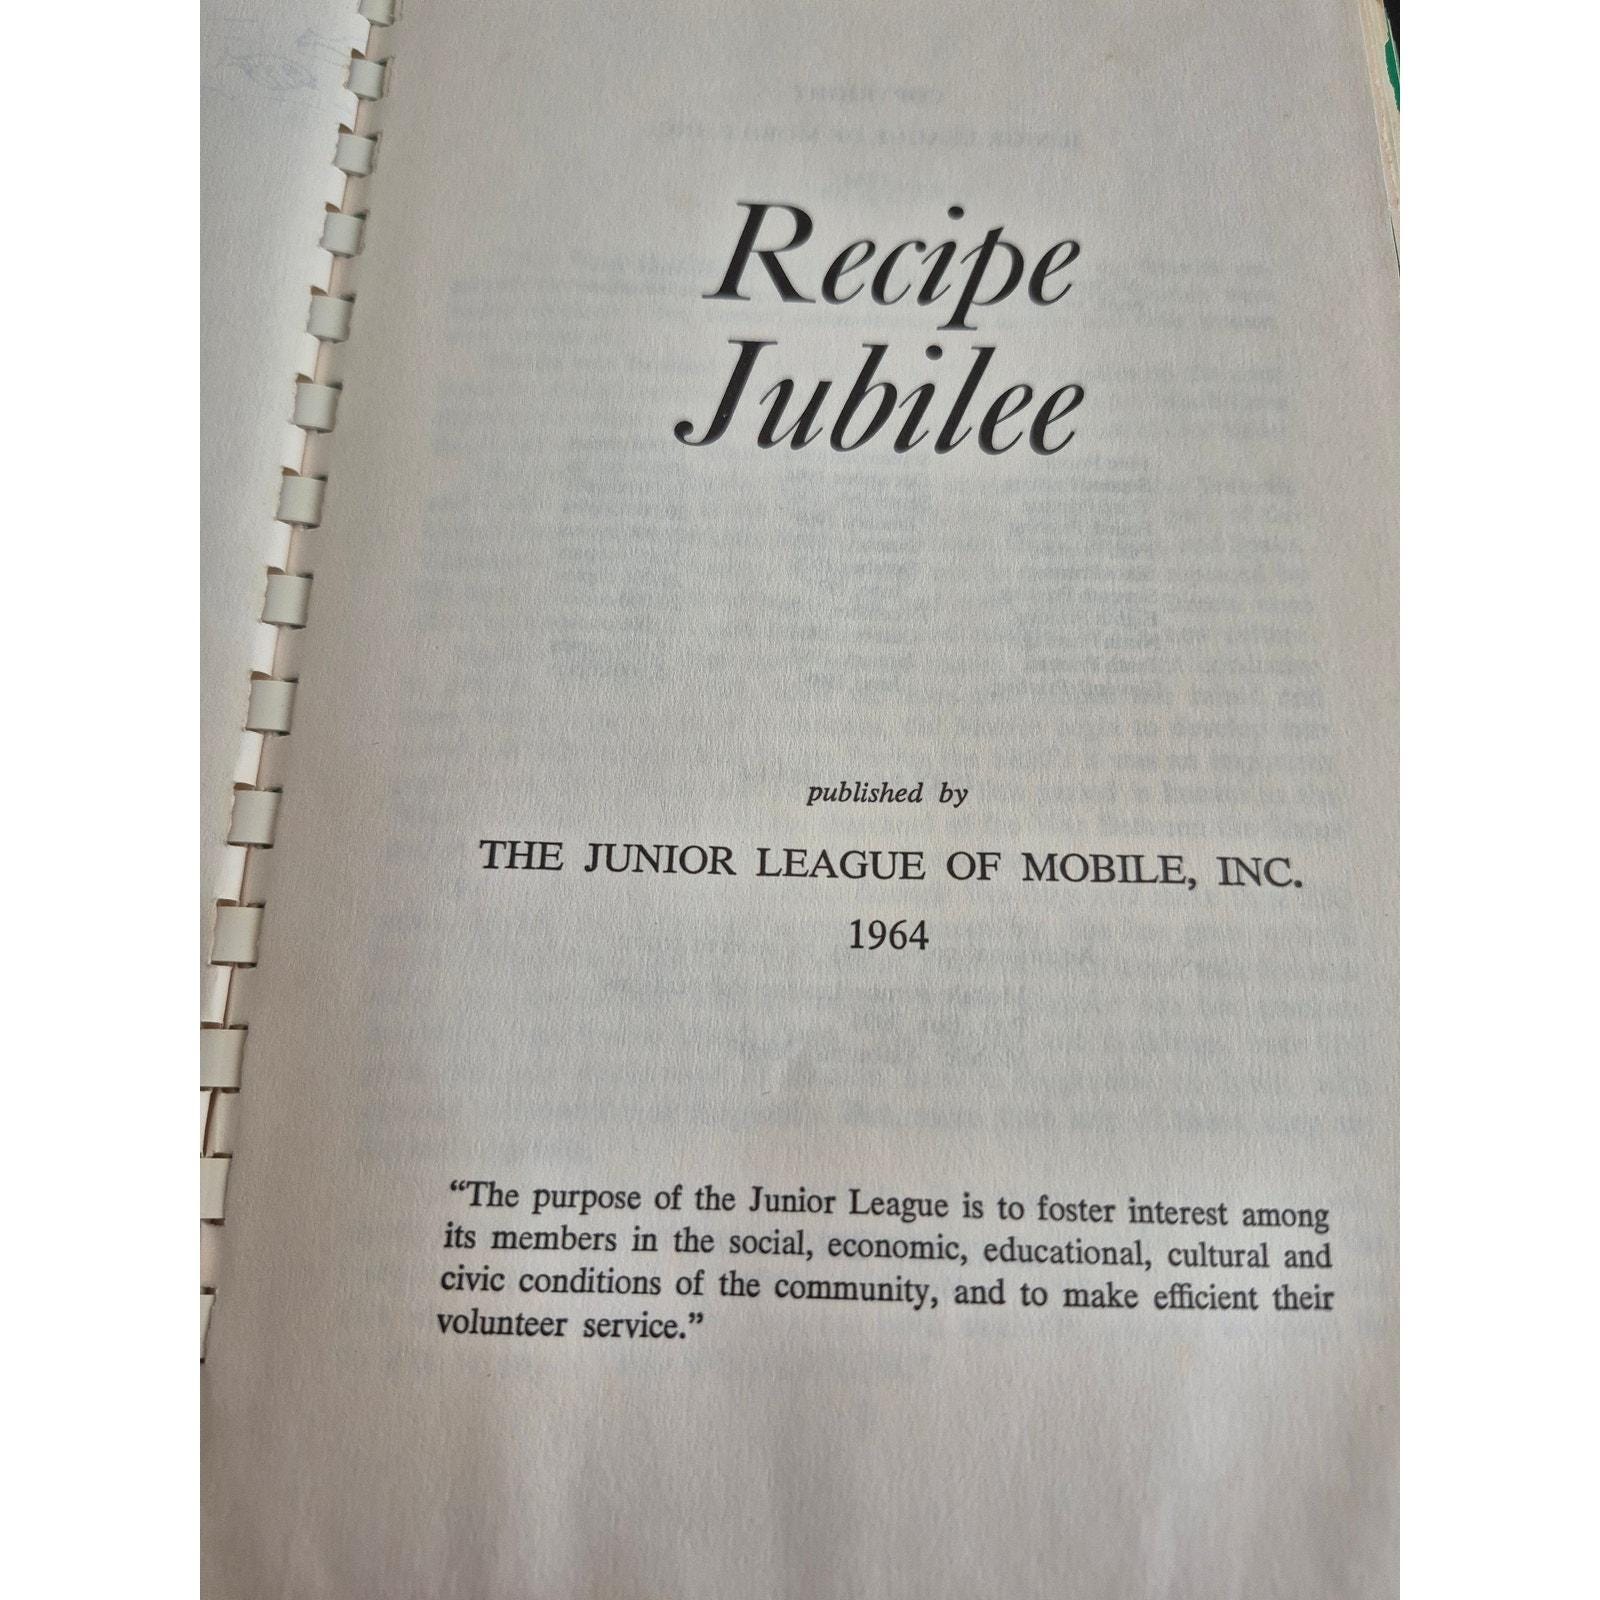 Recipe
Jubilee
published by
THE JUNIOR LEAGUE OF MOBILE, INC.
1964
“The purpose of the Junior League is to foster interest among
its members in the social, economic, educational, cultural and
civic conditions of the community, and to make efficient their
volunteer service.”